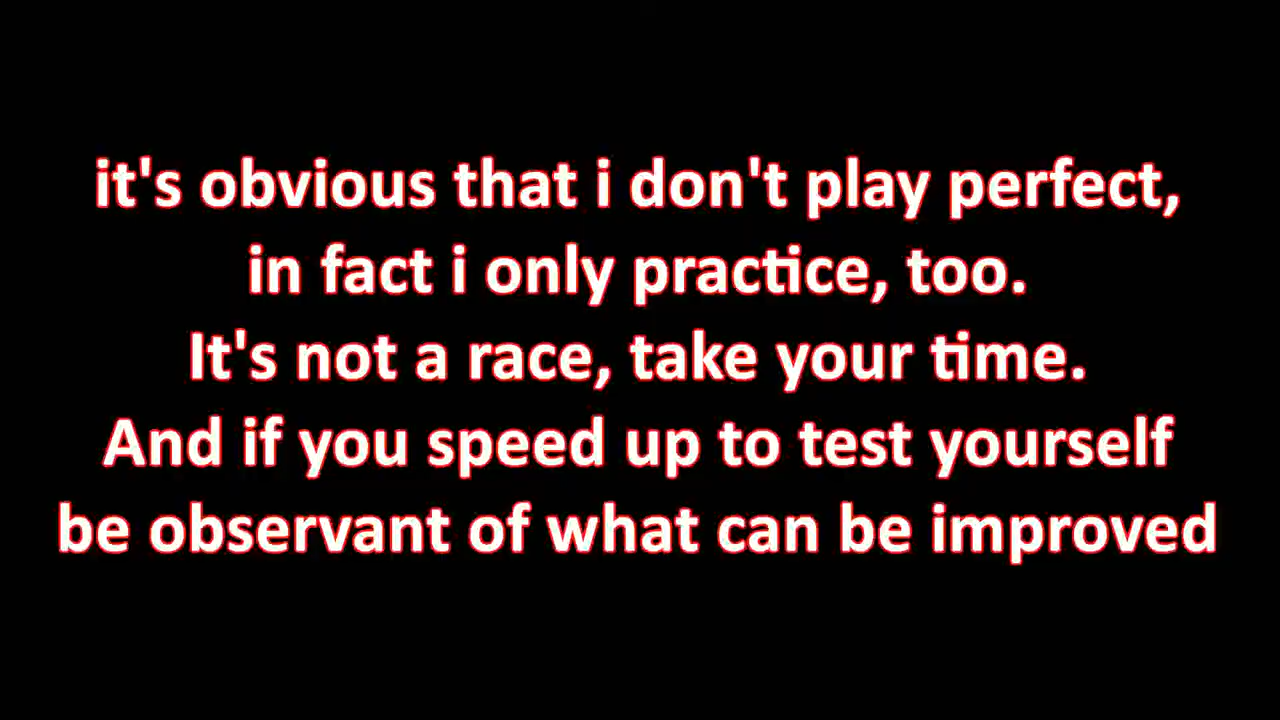 it's obvious that i don't play perfect,
in fact i only practice, too.
It's not a race, take your time.
And if you speed up to test yourself
be observant of what can be improved